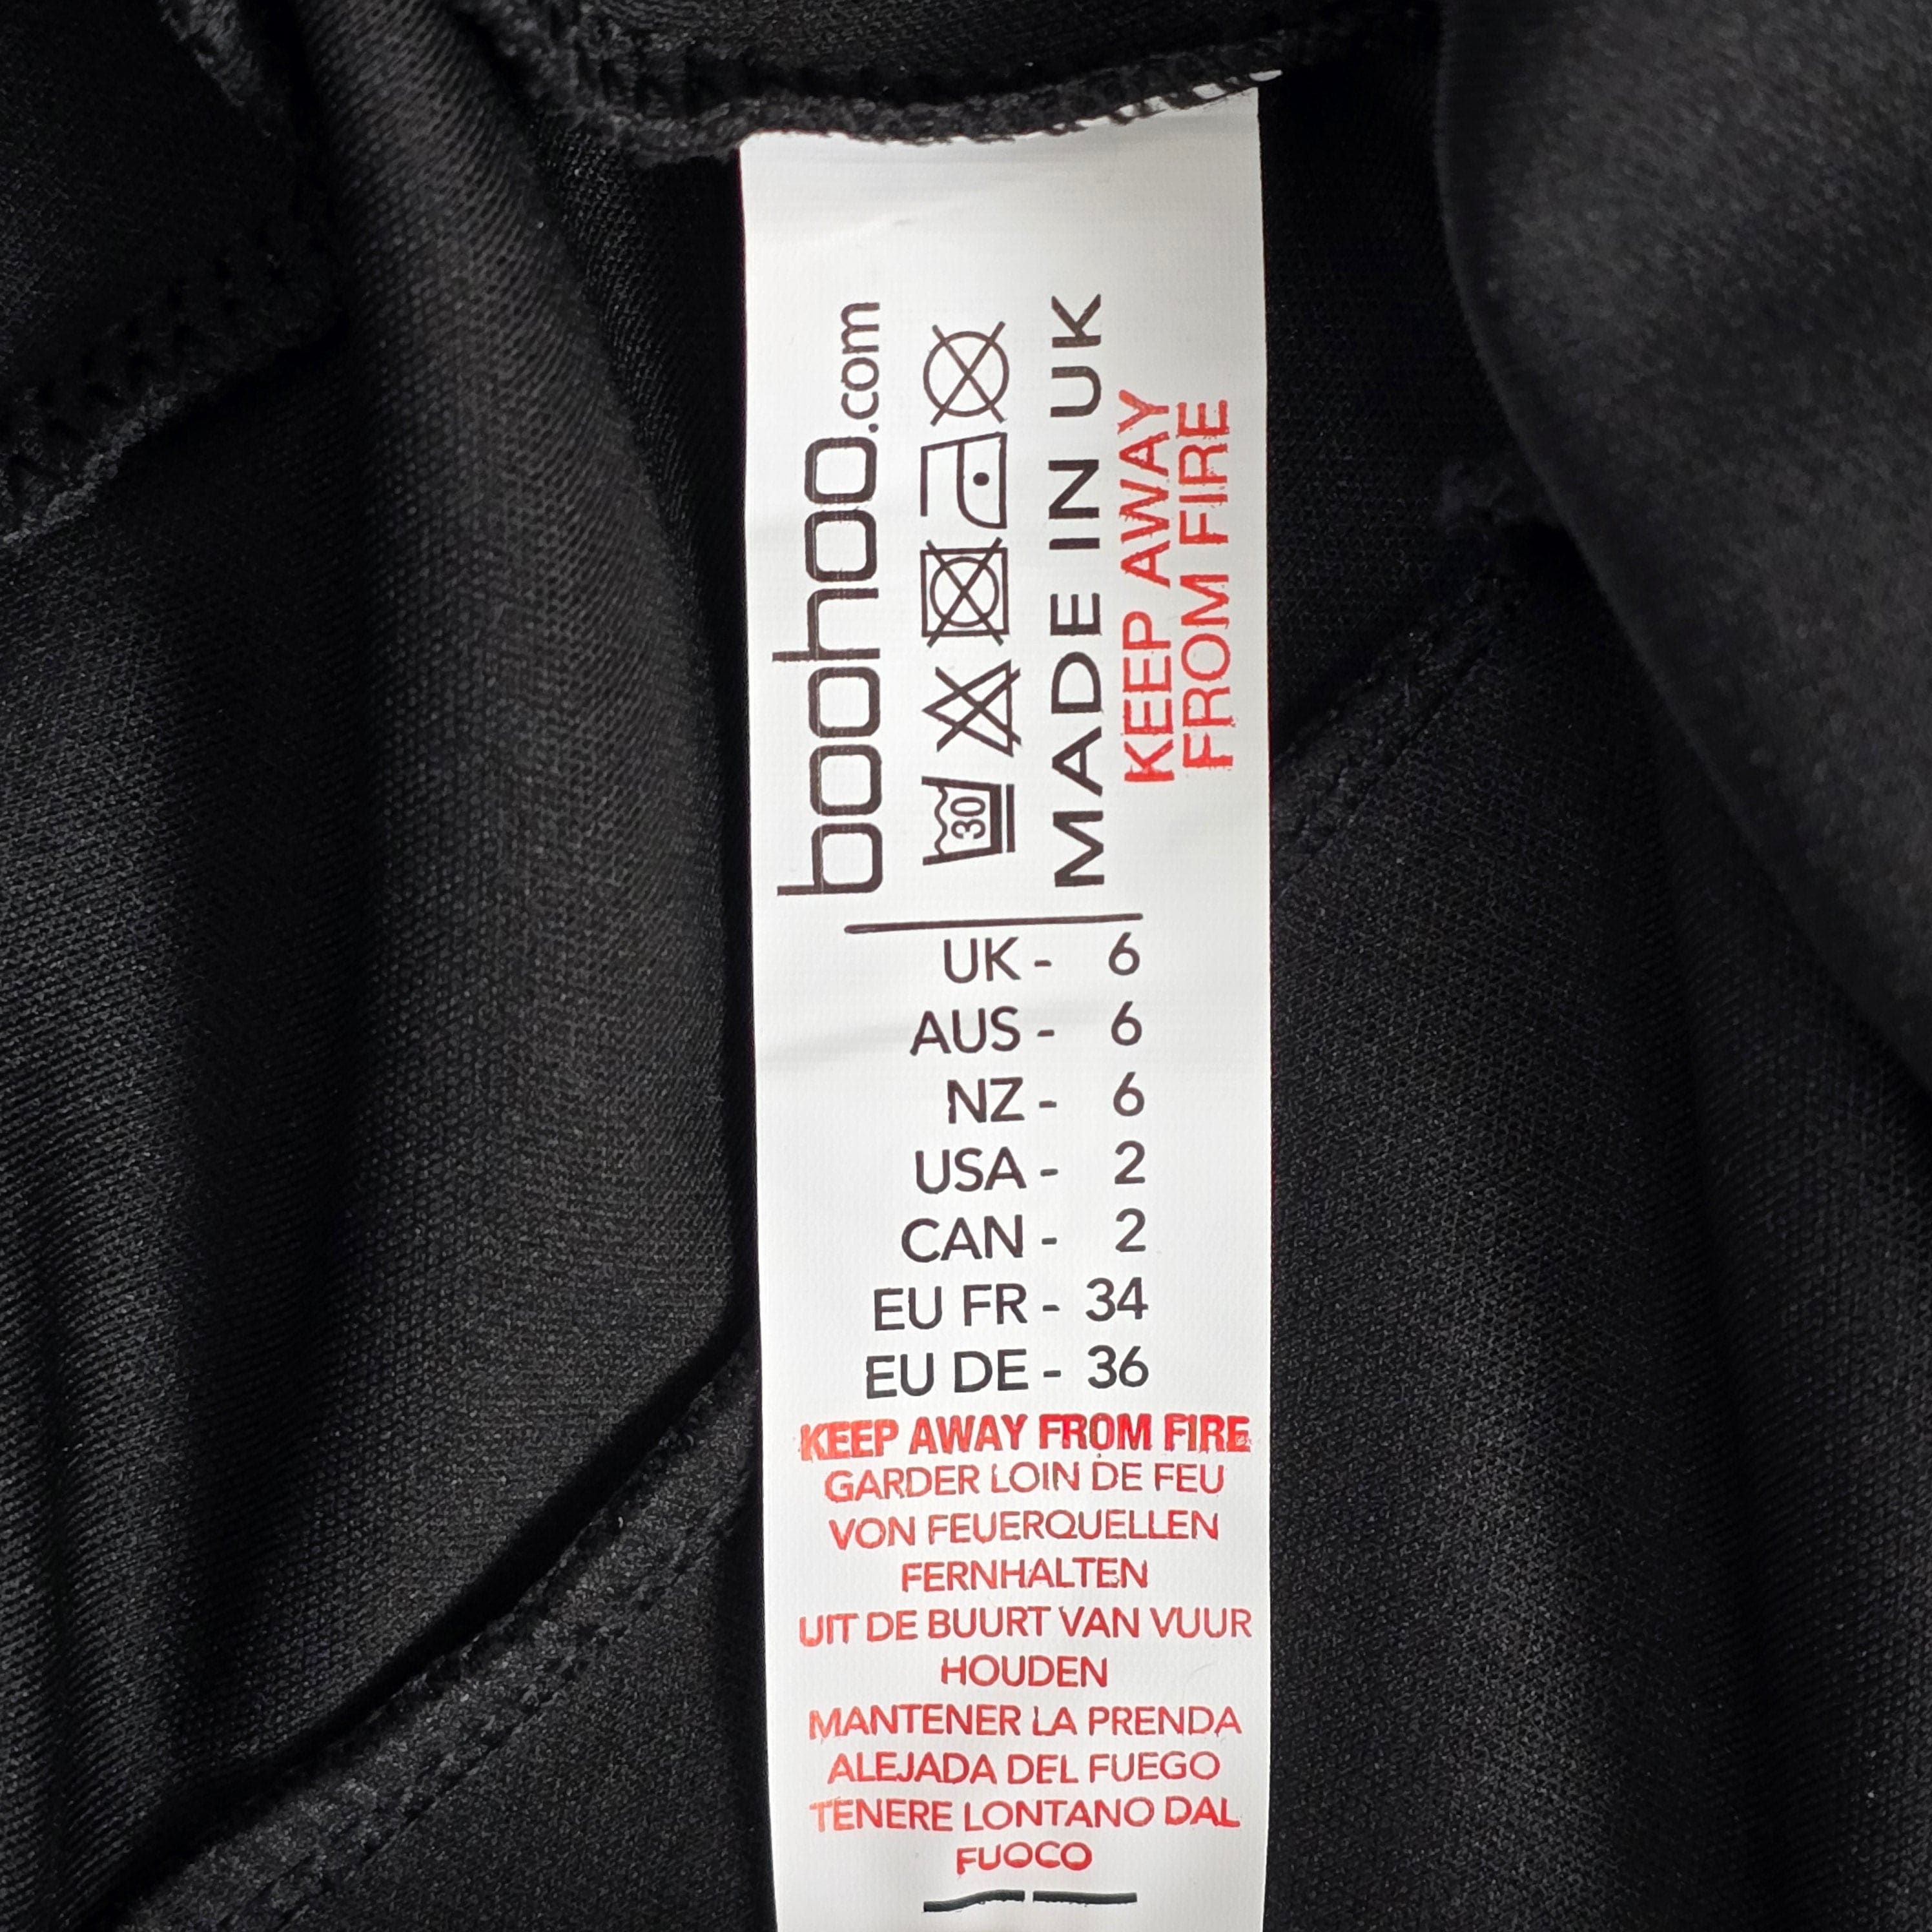 boohoo.com
30
MADE IN UK
KEEP AWAY
FROM FIRE
UK - 6
AUS - 6
NZ - 6
USA - 2
CAN - 2
EU FR - 34
EU DE - 36
KEEP AWAY FROM FIRE
GARDER LOIN DE FEU
VON FEUERQUELLEN
FERNHALTEN
UIT DE BUURT VAN VUUR
HOUDEN
MANTENER LA PRENDA
ALEJADA DEL FUEGO
TENERE LONTANO DAL
FUOCO